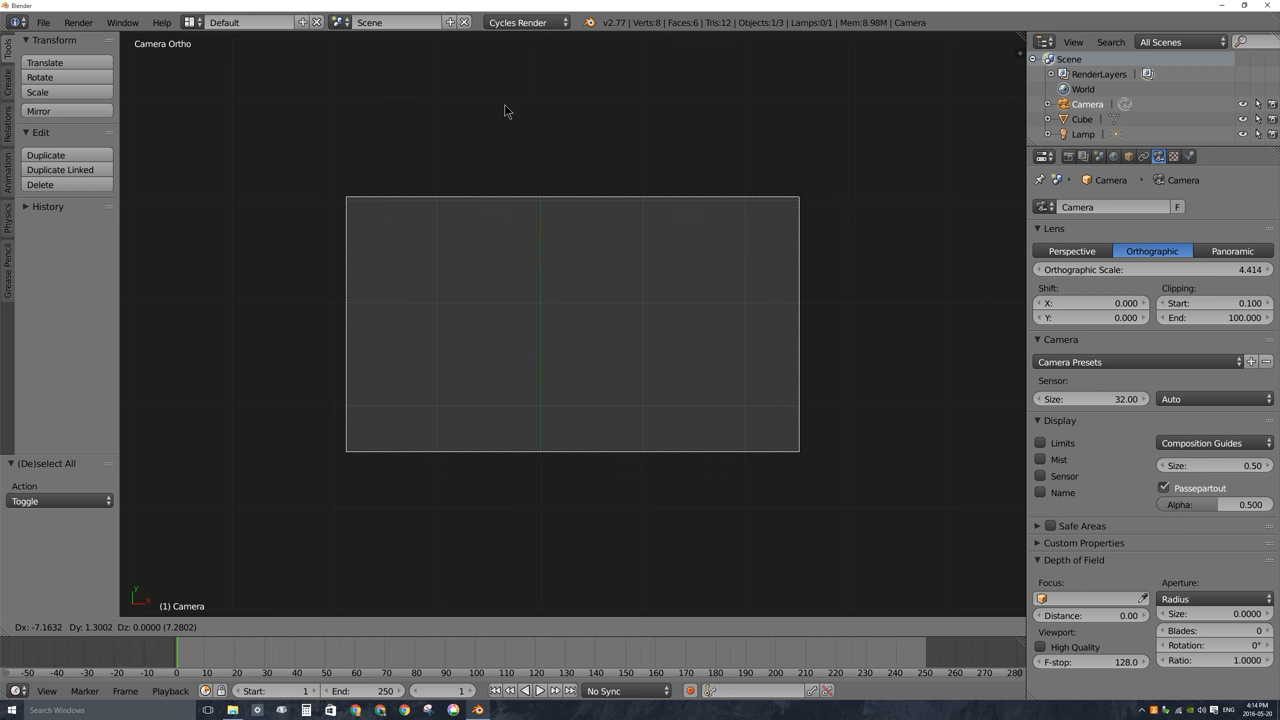 Blender
File Render Window Help Default Scene Cycles Render v2.77 | Verts:8 | Faces:6 | Tris:12 | Objects:1/3 | Lamps:0/1 | Mem:8.98M | Camera
Tools
Create
Relations
Animation
Physics
Grease Pencil
Transform
Translate
Rotate
Scale
Mirror
Edit
Duplicate
Duplicate Linked
Delete
History
(De)select All
Action
Toggle
Camera Ortho
y
x
(1) Camera
Dx: -7.1632 Dy: 1.3002 Dz: 0.0000 (7.2802)
View Search All Scenes
Scene
RenderLayers |
World
Camera |
Cube |
Lamp |
Camera Camera
Camera F
Lens
Perspective Orthographic Panoramic
Orthographic Scale: 4.414
Shift: Clipping:
X: 0.000 Start: 0.100
Y: 0.000 End: 100.000
Camera
Camera Presets
Sensor:
Size: 32.00 Auto
Display
Limits Composition Guides
Mist Size: 0.50
Sensor Passepartout
Name Alpha: 0.500
Safe Areas
Custom Properties
Depth of Field
Focus: Aperture:
Radius
Distance: 0.00 Size: 0.0000
Viewport: Blades: 0
High Quality Rotation: 0°
F-stop: 128.0 Ratio: 1.0000
-50 -40 -30 -20 -10 0 10 20 30 40 50 60 70 80 90 100 110 120 130 140 150 160 170 180 190 200 210 220 230 240 250 260 270 280
View Marker Frame Playback Start: 1 End: 250 1 No Sync
Search Windows ENG 4:14 PM
2016-05-20